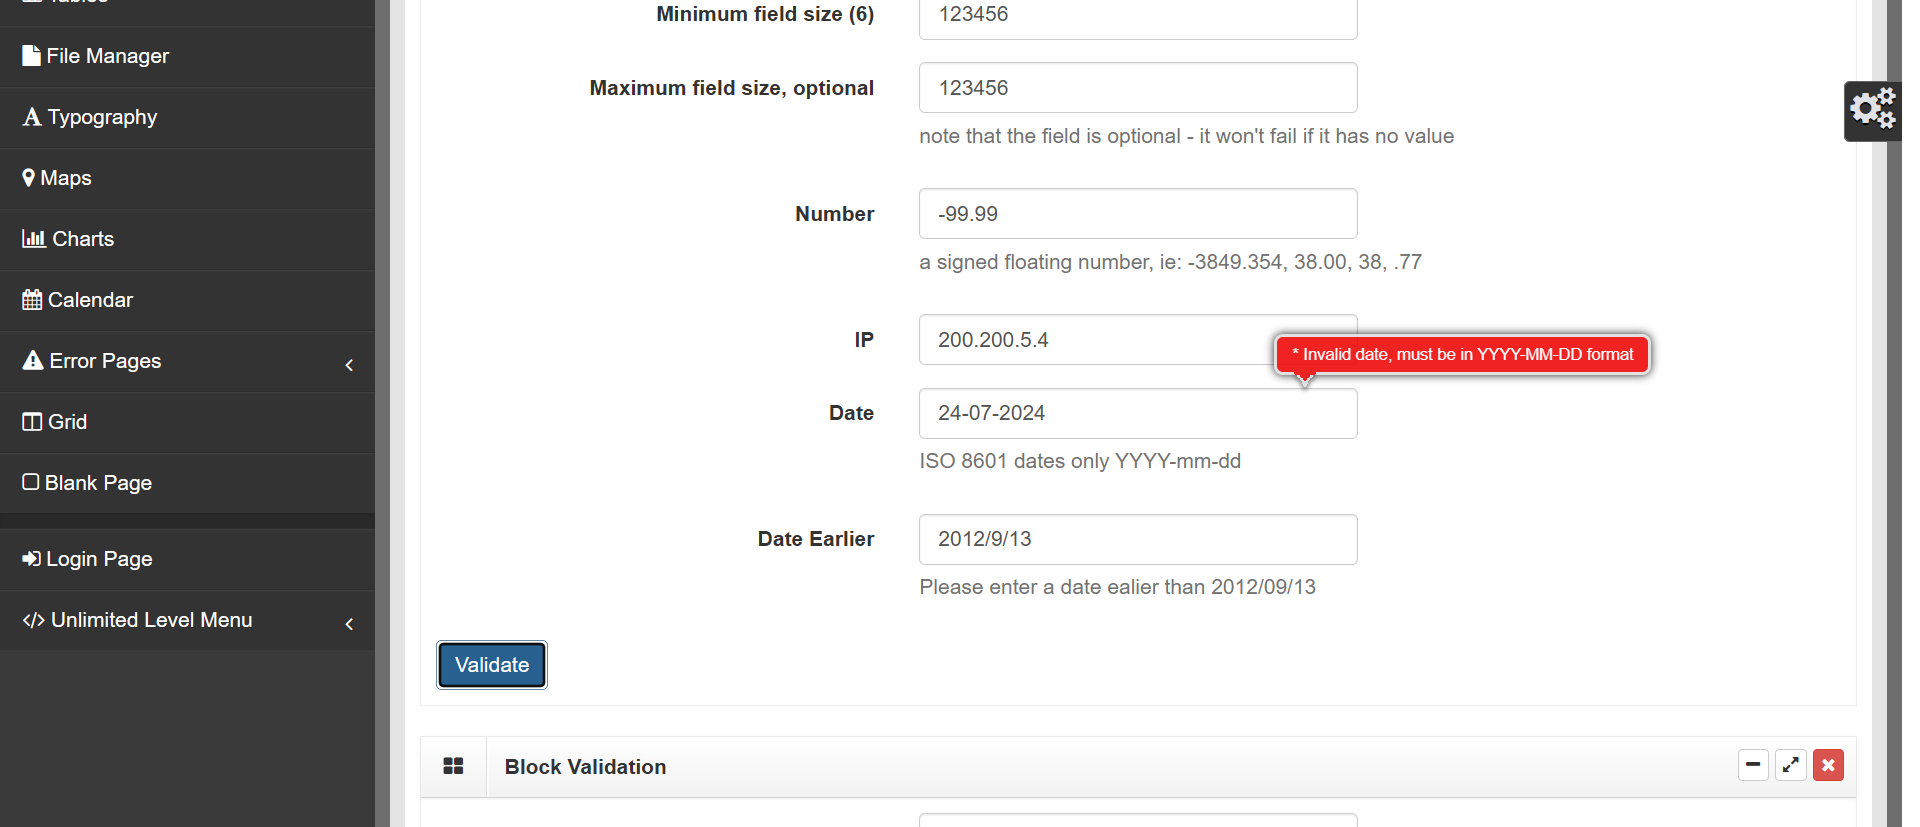 Minimum field size (6)
123456
File Manager
Maximum field size, optional
123456
Typography
note that the field is optional - it won't fail if it has no value
Maps
Number
-99.99
Charts
a signed floating number, ie: -3849.354, 38.00, 38, .77
Calendar
IP
200.200.5.4
* Invalid date, must be in YYYY-MM-DD format
Error Pages
Date
24-07-2024
Grid
ISO 8601 dates only YYYY-mm-dd
Blank Page
Date Earlier
2012/9/13
Login Page
Please enter a date ealier than 2012/09/13
Unlimited Level Menu
Validate
Block Validation